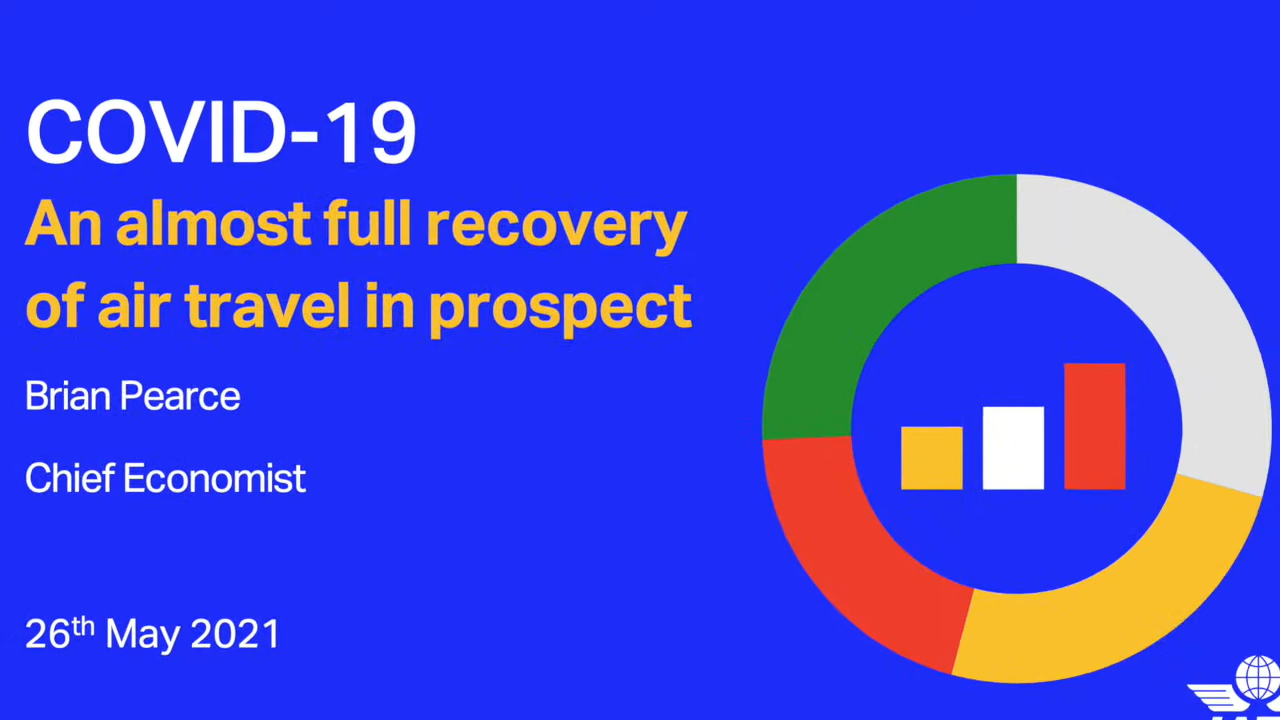 COVID-19
An almost full recovery
of air travel in prospect
Brian Pearce
Chief Economist
26th May 2021